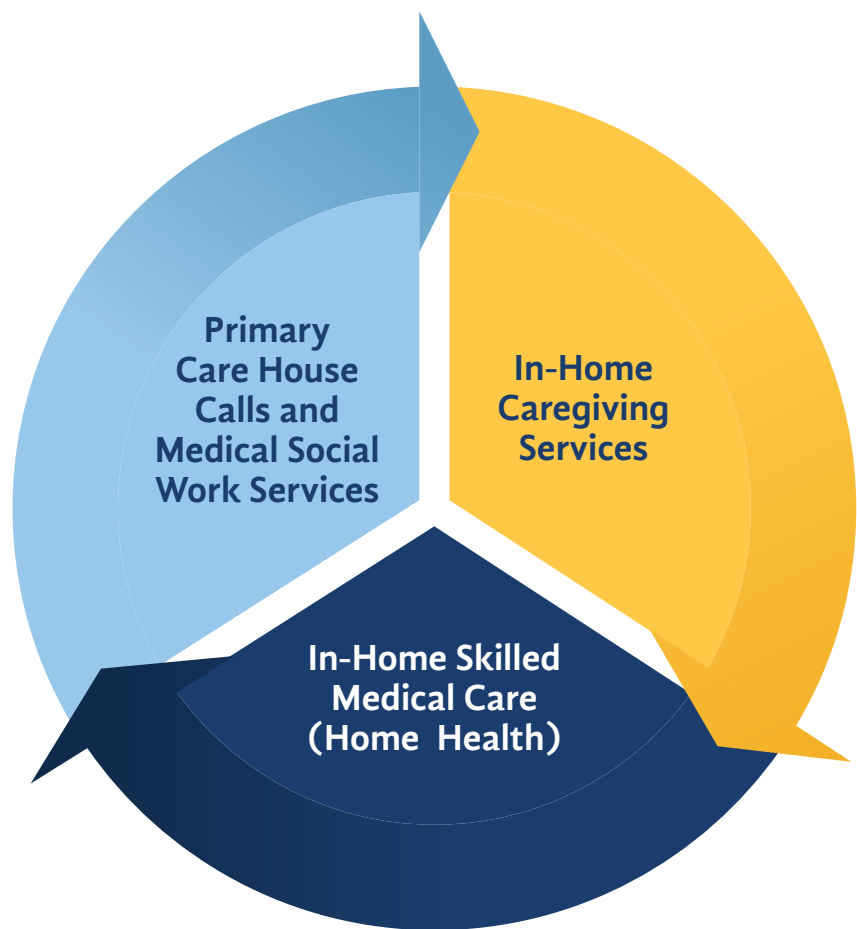 Primary
Care House
Calls and
Medical Social
Work Services
In-Home
Caregiving
Services
In-Home Skilled
Medical Care
(Home Health)